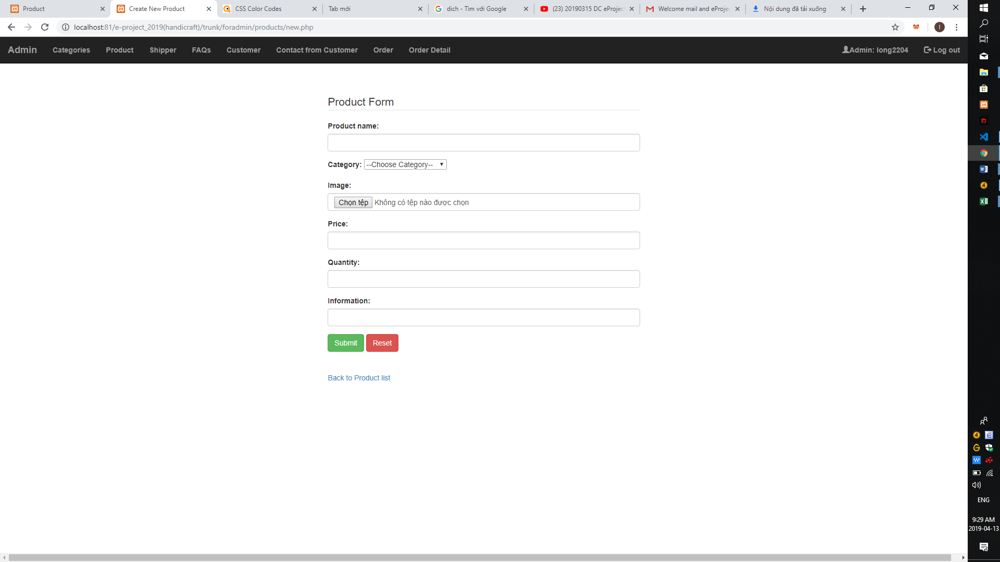 Product
Create New Product
CSS Color Codes
Tab mới
dich - Tìm với Google
(23) 20190315 DC eProjec
Welcome mail and eProjec
Nội dung đã tải xuống
localhost:81/e-project_2019(handicraft)/trunk/foradmin/products/new.php
Admin Categories Product Shipper FAQs Customer Contact from Customer Order Order Detail Admin: long2204 Log out
Product Form
Product name:
Category: --Choose Category--
Image:
Chọn tệp Không có tệp nào được chọn
Price:
Quantity:
Information:
Submit Reset
Back to Product list
ENG
9:29 AM
2019-04-13